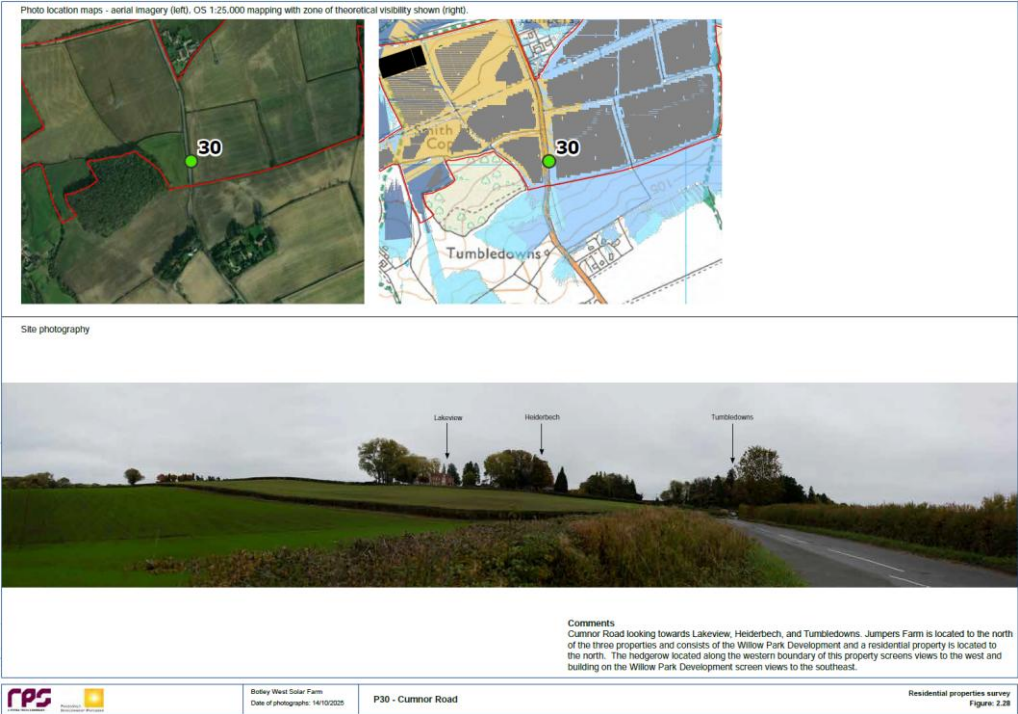 Photo location maps - aerial imagery (left), OS 1:25.000 mapping with zone of theoretical visibility shown (right).
30
30
Smith
Cop
105
Tumbledowns
Site photography
Lakeview
Heiderbech
Tumbledowns
Comments
Cumnor Road looking towards Lakeview, Heiderbech, and Tumbledowns. Jumpers Farm is located to the north
of the three properties and consists of the Willow Park Development and a residential property is located to
the north. The hedgerow located along the western boundary of this property screens views to the west and
building on the Willow Park Development screen views to the southeast.
rps
Botley West Solar Farm
Date of photographs: 14/10/2025
P30 - Cumnor Road
Residential properties survey
Figure: 2.28